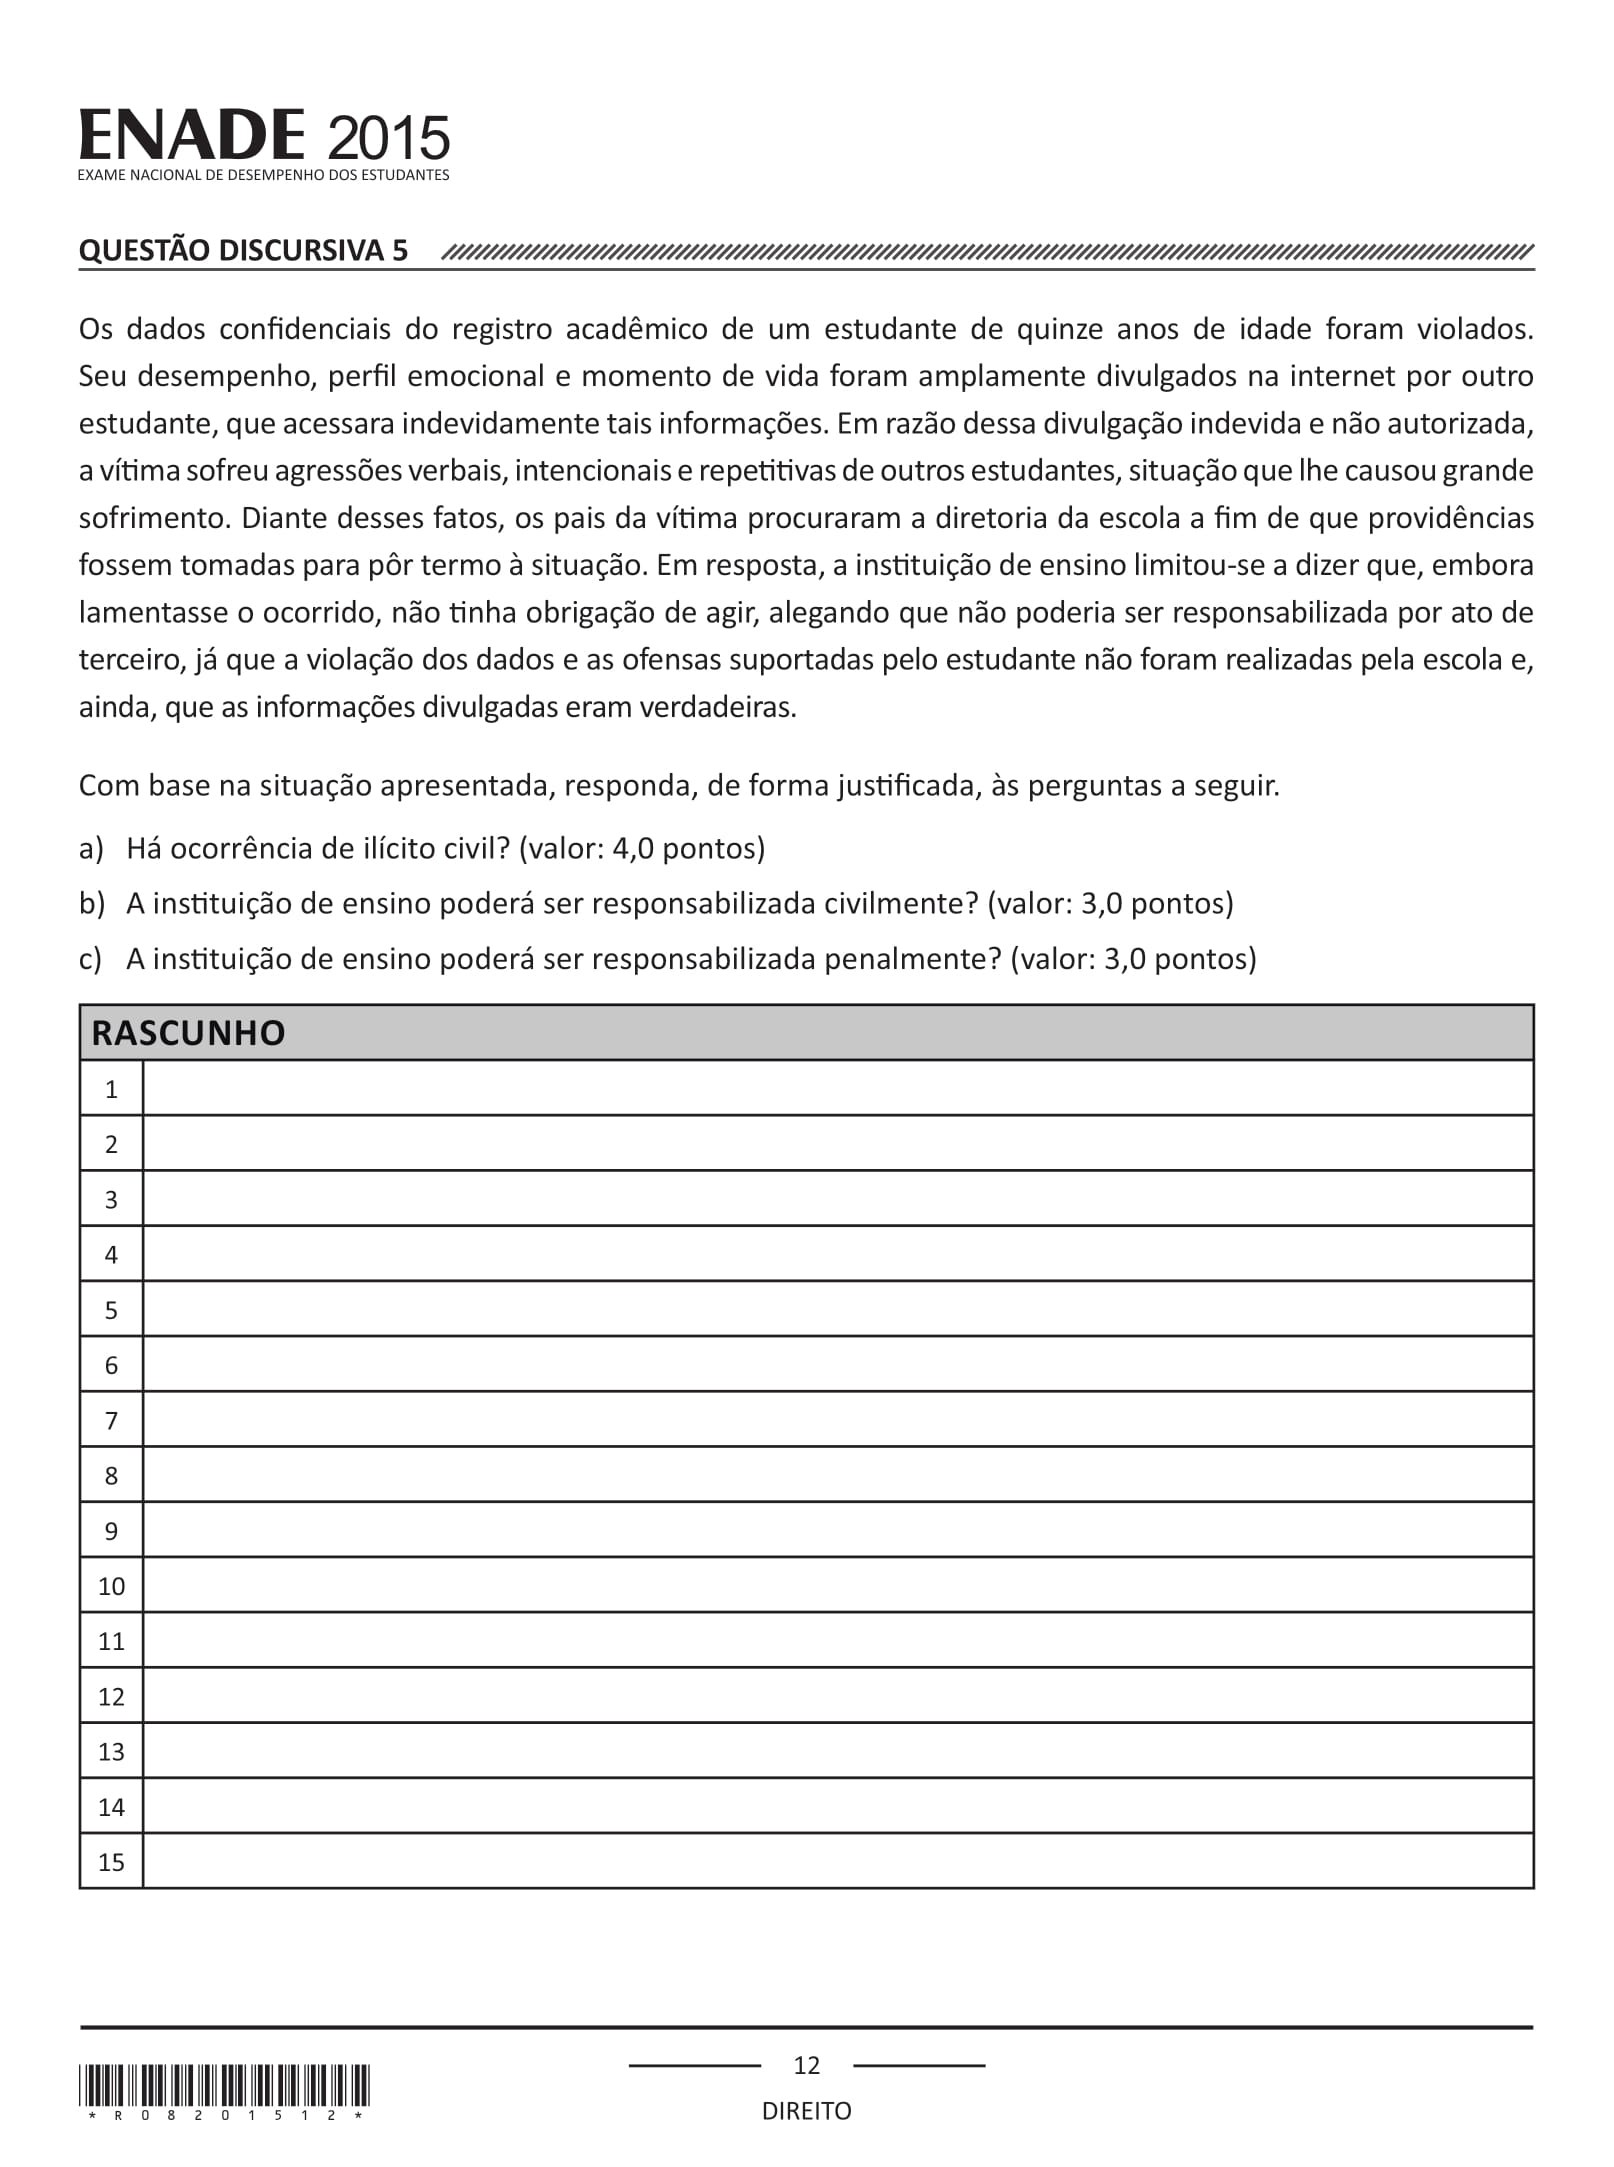 ENADE 2015
EXAME NACIONAL DE DESEMPENHO DOS ESTUDANTES
QUESTÃO DISCURSIVA 5
Os dados confidenciais do registro acadêmico de um estudante de quinze anos de idade foram violados.
Seu desempenho, perfil emocional e momento de vida foram amplamente divulgados na internet por outro
estudante, que acessara indevidamente tais informações. Em razão dessa divulgação indevida e não autorizada,
a vítima sofreu agressões verbais, intencionais e repetitivas de outros estudantes, situação que lhe causou grande
sofrimento. Diante desses fatos, os pais da vítima procuraram a diretoria da escola a fim de que providências
fossem tomadas para pôr termo à situação. Em resposta, a instituição de ensino limitou-se a dizer que, embora
lamentasse o ocorrido, não tinha obrigação de agir, alegando que não poderia ser responsabilizada por ato de
terceiro, já que a violação dos dados e as ofensas suportadas pelo estudante não foram realizadas pela escola e,
ainda, que as informações divulgadas eram verdadeiras.
Com base na situação apresentada, responda, de forma justificada, às perguntas a seguir.
a) Há ocorrência de ilícito civil? (valor: 4,0 pontos)
b) A instituição de ensino poderá ser responsabilizada civilmente? (valor: 3,0 pontos)
c) A instituição de ensino poderá ser responsabilizada penalmente? (valor: 3,0 pontos)
RASCUNHO
1
2
3
4
5
6
7
8
9
10
11
12
13
14
15
12
DIREITO
*R08201512*